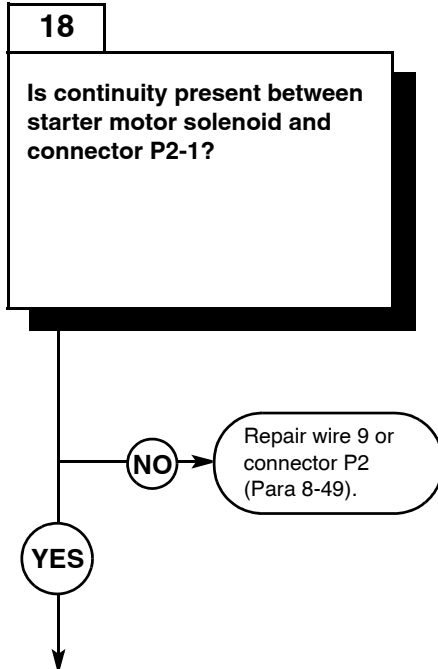 18
Is continuity present between
starter motor solenoid and
connector P2-1?
NO
Repair wire 9 or
connector P2
(Para 8-49).
YES